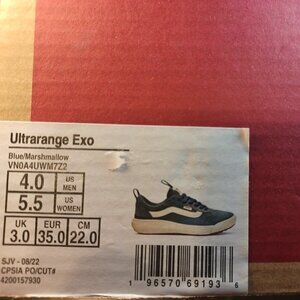 Ultrarange Exo
Blue/Marshmallow
VN0A4UWM7Z2
4.0 US MEN
5.5 US WOMEN
UK EUR CM
3.0 35.0 22.0
SJV - 08/22
CPSIA PO/CUT#
4200157930
1 96570 69193 6